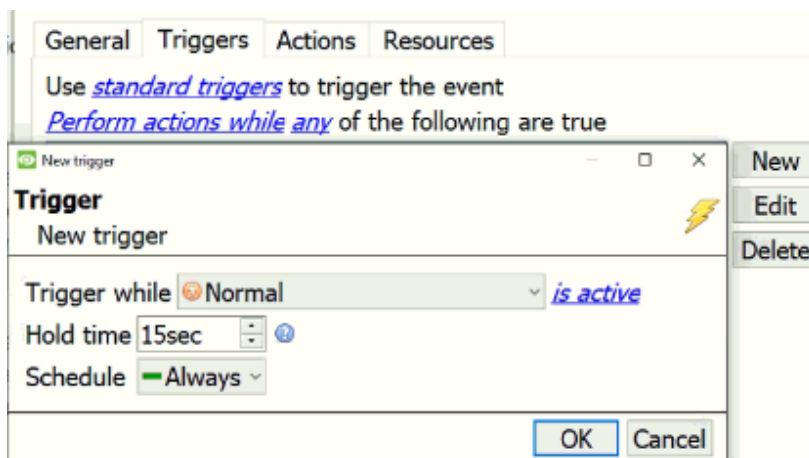 General Triggers Actions Resources
Use standard triggers to trigger the event
Perform actions while any of the following are true
New trigger
New
Trigger
Edit
New trigger
Delete
Trigger while Normal is active
Hold time 15sec
Schedule Always
OK Cancel